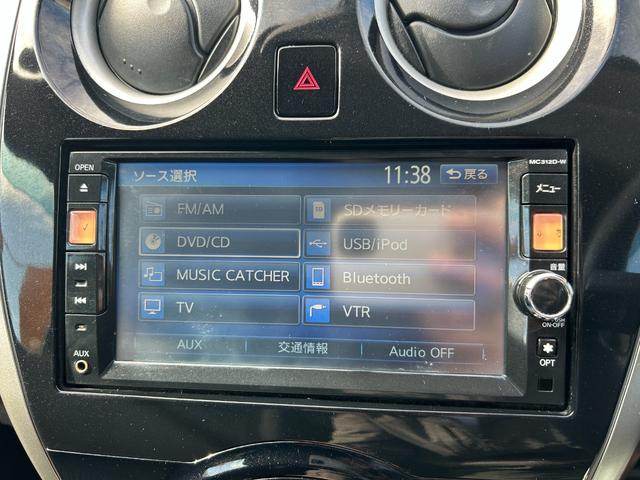 OPEN
MC312D-W
ソース選択
11:38
戻る
メニュー
FM/AM
SD
SDメモリーカード
DVD/CD
USB/iPod
MUSIC CATCHER
Bluetooth
TV
VTR
音量
ON-OFF
AUX
交通情報
Audio OFF
AUX
OPT